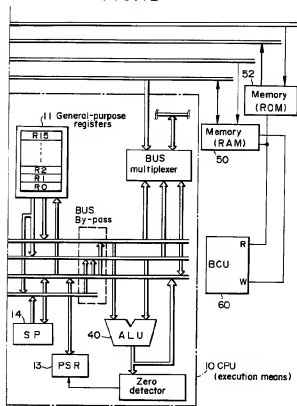 52
Memory
(ROM)
11 General-purpose
registers
R15
R2
R1
R0
BUS
multiplexer
Memory
(RAM)
50
BUS
By-pass
BCU
R
W
60
14
SP
13
PSR
40
ALU
10 CPU
(execution means)
Zero
detector